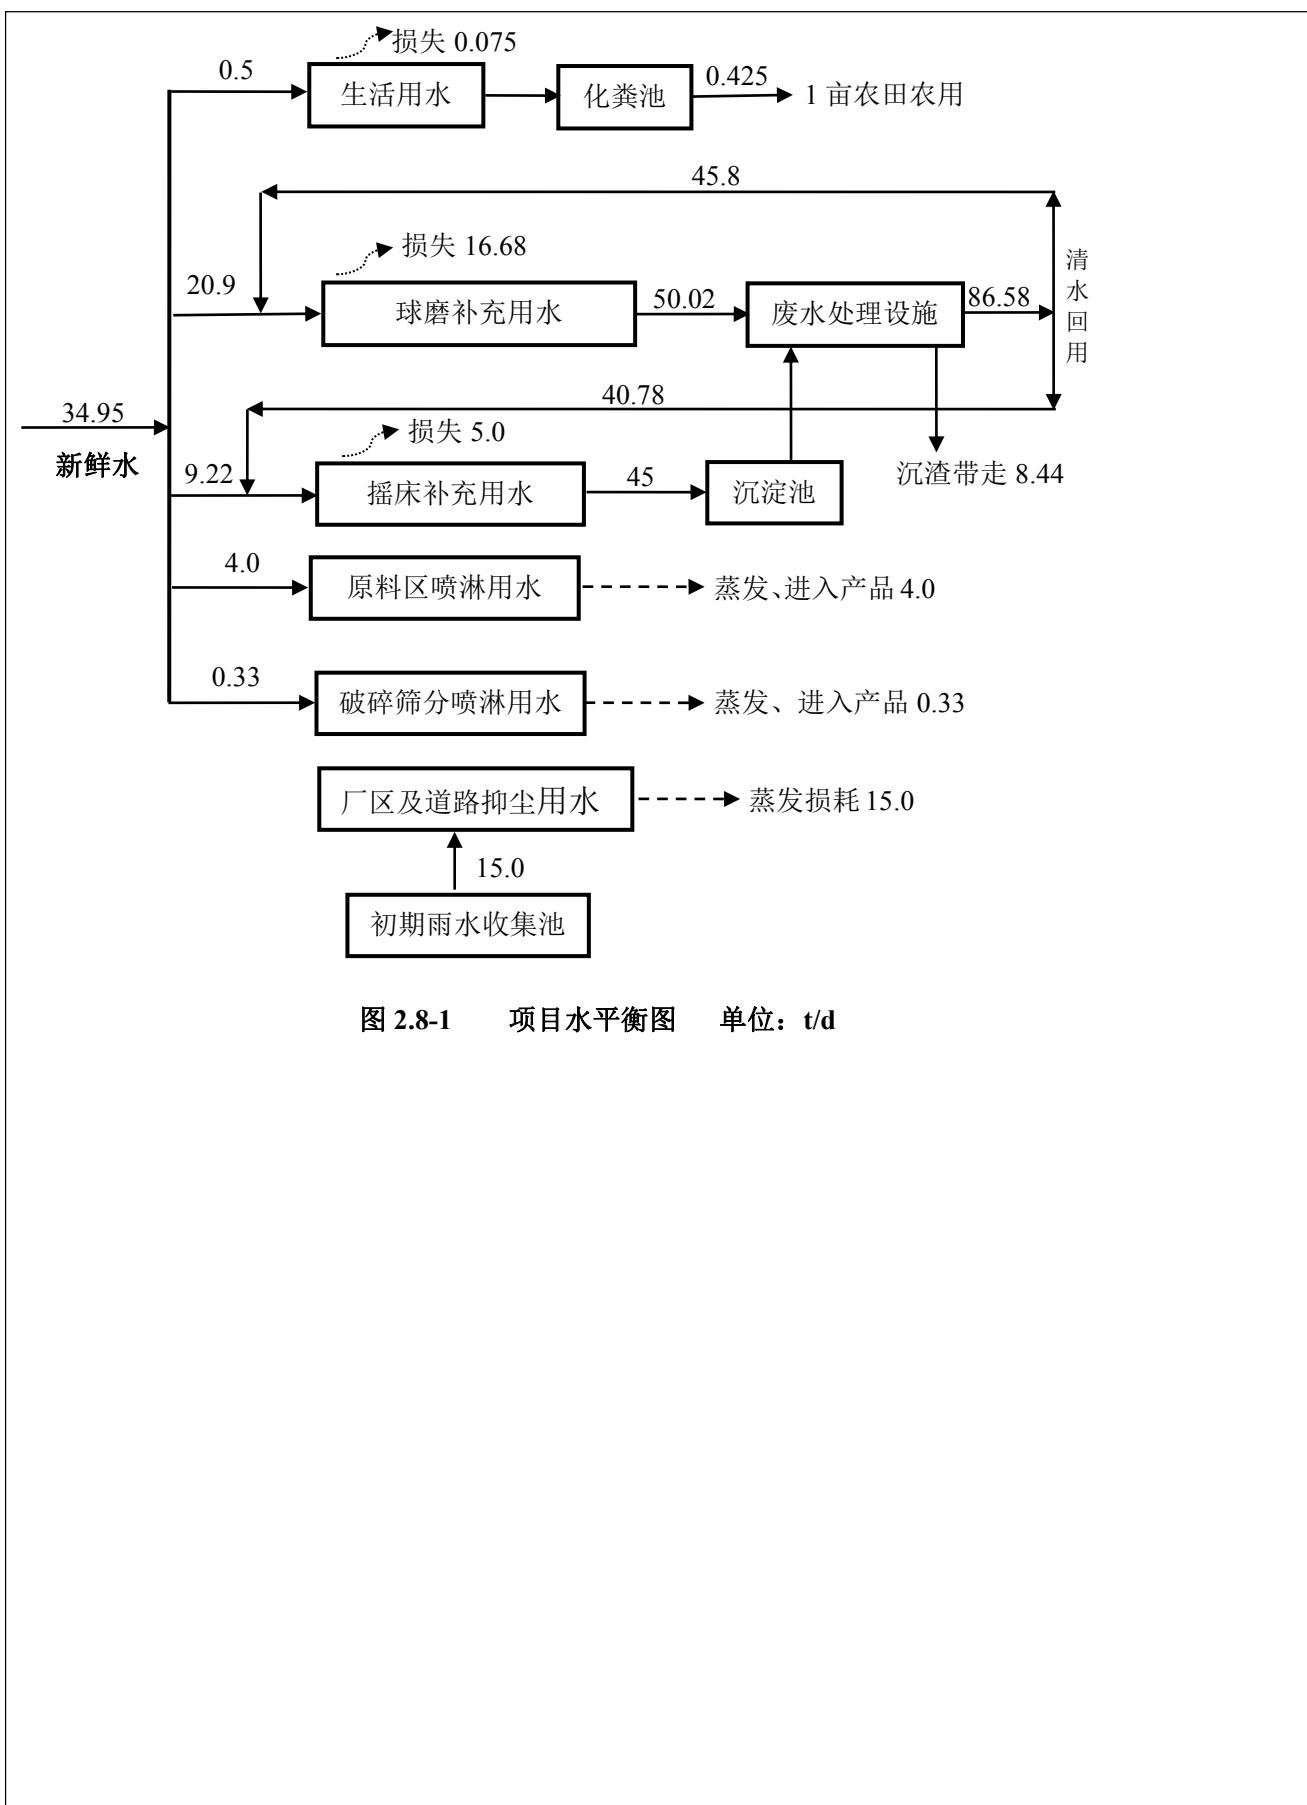 损失 0.075
0.5
生活用水
化粪池
0.425
1 亩农田农用
45.8
损失 16.68
20.9
球磨补充用水
50.02
废水处理设施
86.58
清水回用
40.78
34.95
新鲜水
损失 5.0
9.22
摇床补充用水
45
沉淀池
沉渣带走 8.44
4.0
原料区喷淋用水
蒸发、进入产品 4.0
0.33
破碎筛分喷淋用水
蒸发、进入产品 0.33
厂区及道路抑尘用水
蒸发损耗 15.0
15.0
初期雨水收集池
图 2.8-1 项目水平衡图 单位：t/d